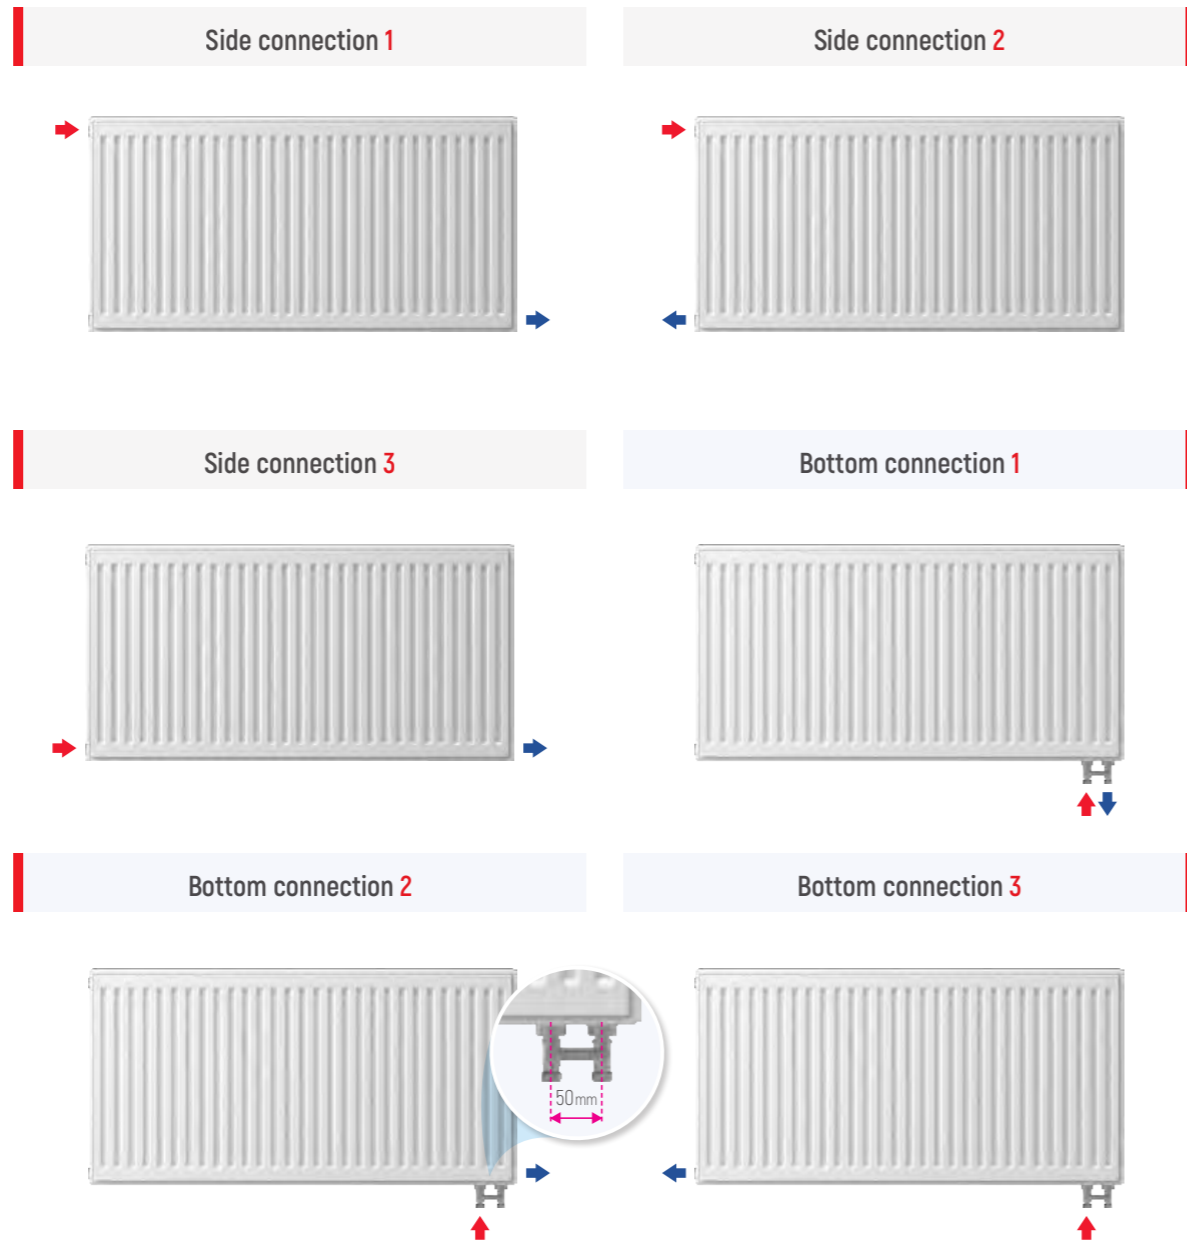 Side connection 1
Side connection 2
Side connection 3
Bottom connection 1
Bottom connection 2
Bottom connection 3
50mm